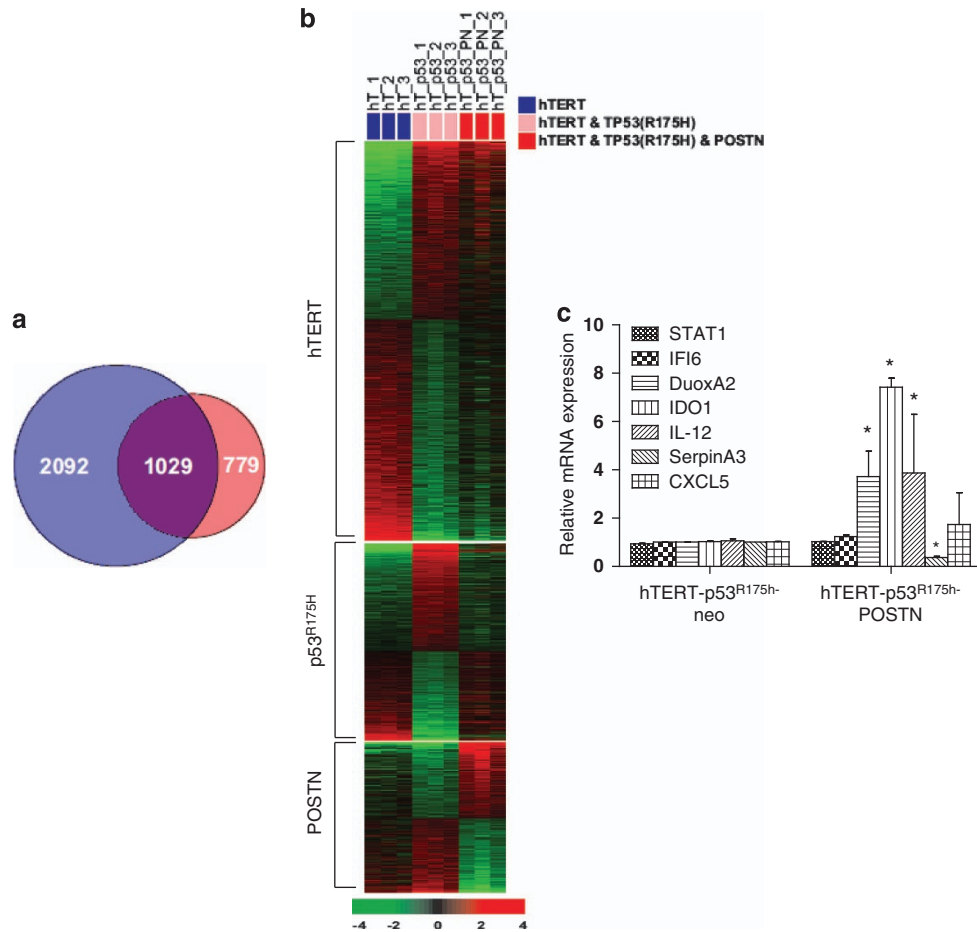 a
2092
1029
779
b
hT_1
hT_2
hT_3
hT_p53_1
hT_p53_2
hT_p53_3
hT_p53_PN_1
hT_p53_PN_2
hT_p53_PN_3
hTERT
hTERT & TP53(R175H)
hTERT & TP53(R175H) & POSTN
hTERT
p53R175H
POSTN
-4 -2 0 2 4
c
Relative mRNA expression
10
8
6
4
2
0
STAT1
IFI6
DuoxA2
IDO1
IL-12
SerpinA3
CXCL5
* * * *
hTERT-p53R175h-
neo
hTERT-p53R175h-
POSTN